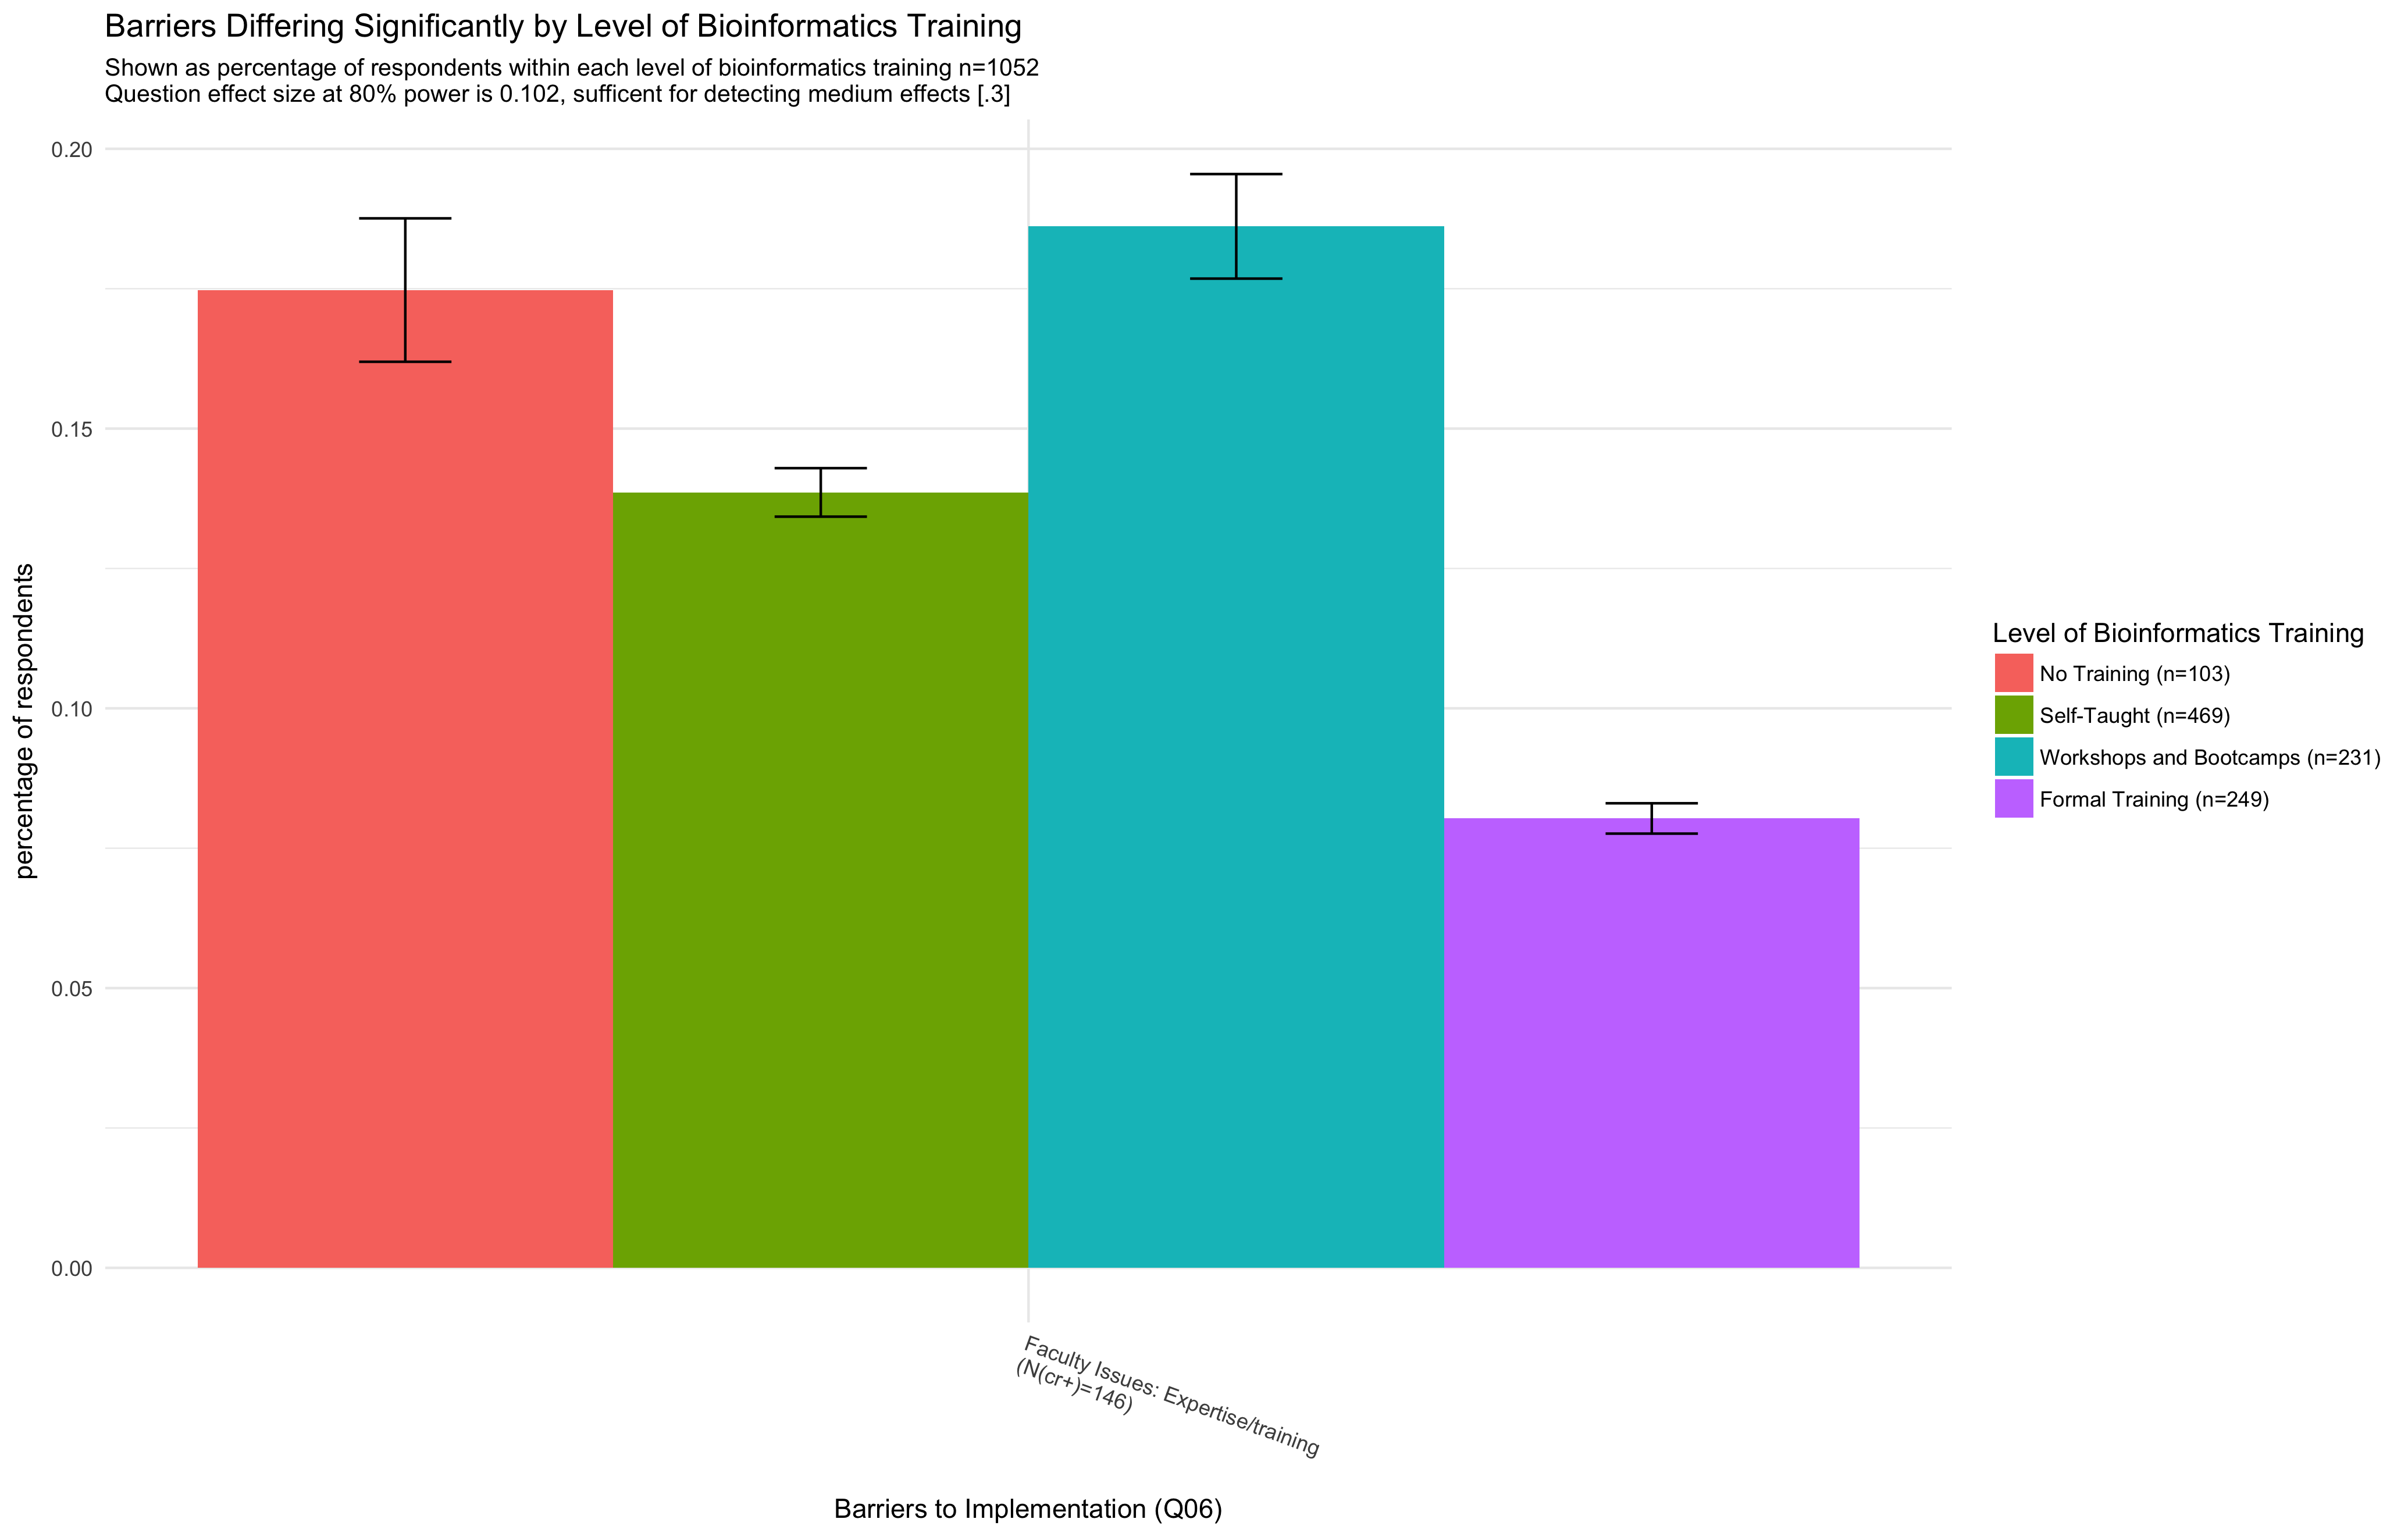 Barriers Differing Significantly by Level of Bioinformatics Training
Shown as percentage of respondents within each level of bioinformatics training n=1052
Question effect size at 80% power is 0.102, sufficent for detecting medium effects [.3]
percentage of respondents
0.20
0.15
0.10
0.05
0.00
Faculty Issues: Expertise/training
(N(cr+)=146)
Barriers to Implementation (Q06)
Level of Bioinformatics Training
No Training (n=103)
Self-Taught (n=469)
Workshops and Bootcamps (n=231)
Formal Training (n=249)